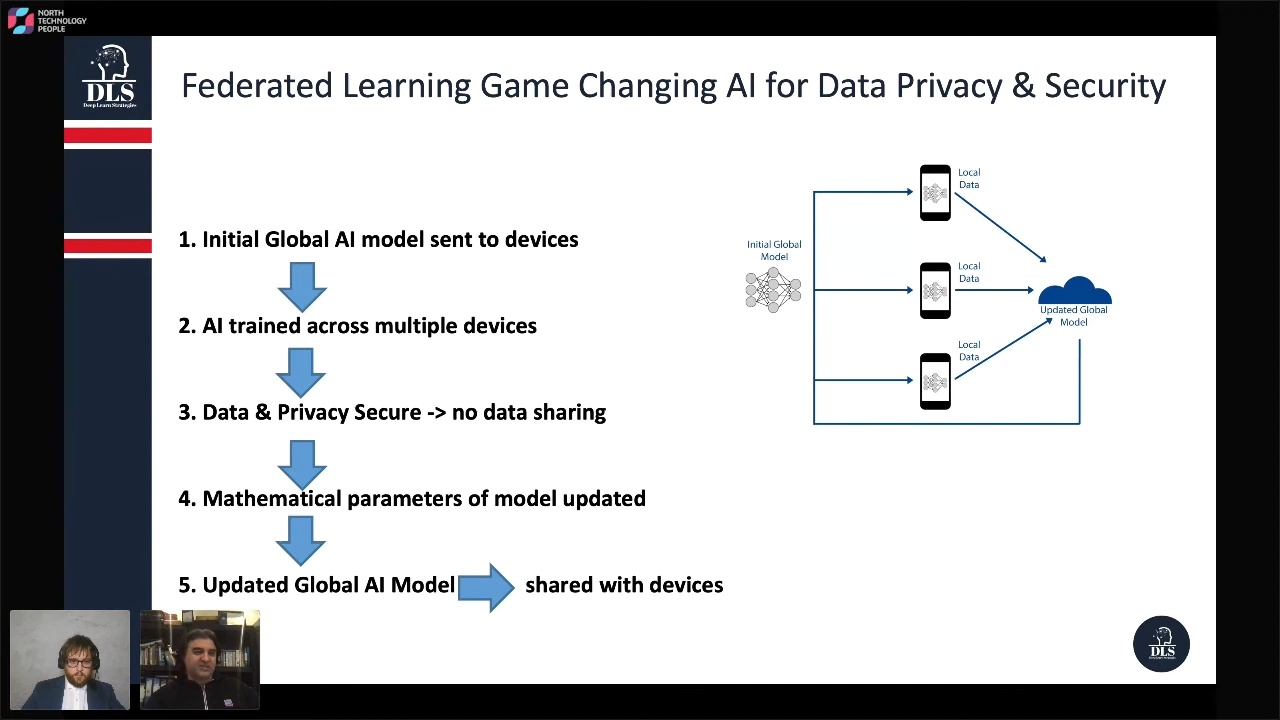 NORTH
TECHNOLOGY
PEOPLE
DLS
Deep Learn Strategies
Federated Learning Game Changing AI for Data Privacy & Security
1. Initial Global AI model sent to devices
2. AI trained across multiple devices
3. Data & Privacy Secure -> no data sharing
4. Mathematical parameters of model updated
5. Updated Global AI Model
shared with devices
Initial Global
Model
Local
Data
Local
Data
Local
Data
Updated Global
Model
DLS